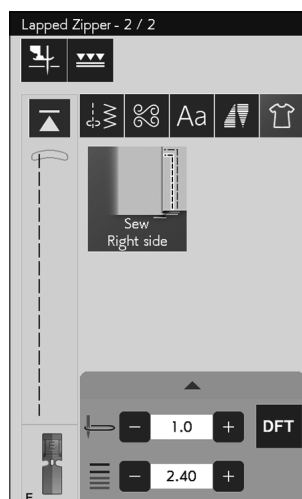 Lapped Zipper - 2 / 2
Aa
Sew
Right side
− 1.0 + DFT
− 2.40 +
E